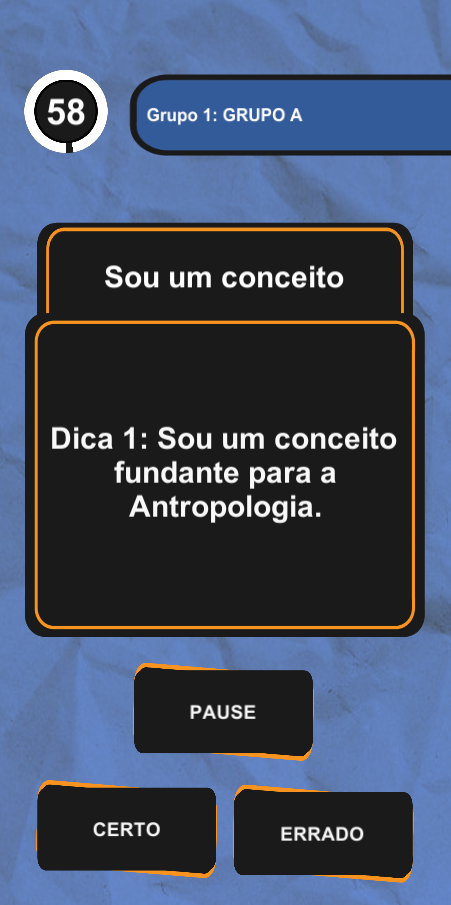 58
Grupo 1: GRUPO A
Sou um conceito
Dica 1: Sou um conceito
fundante para a
Antropologia.
PAUSE
CERTO
ERRADO